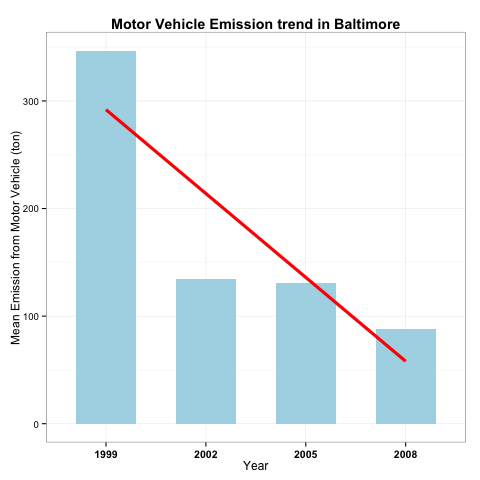 Motor Vehicle Emission trend in Baltimore
Mean Emission from Motor Vehicle (ton)
300
200
100
0
1999 2002 2005 2008
Year